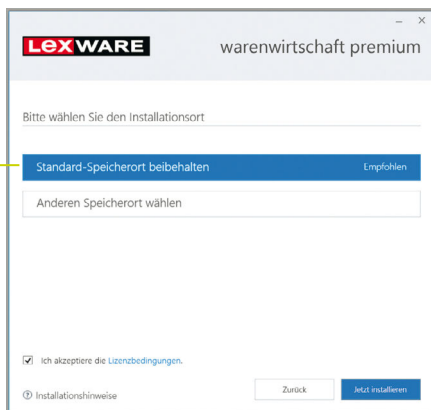 LEXWARE
warenwirtschaft premium
Bitte wählen Sie den Installationsort
Standard-Speicherort beibehalten Empfohlen
Anderen Speicherort wählen
Ich akzeptiere die Lizenzbedingungen.
Installationshinweise Zurück Jetzt installieren